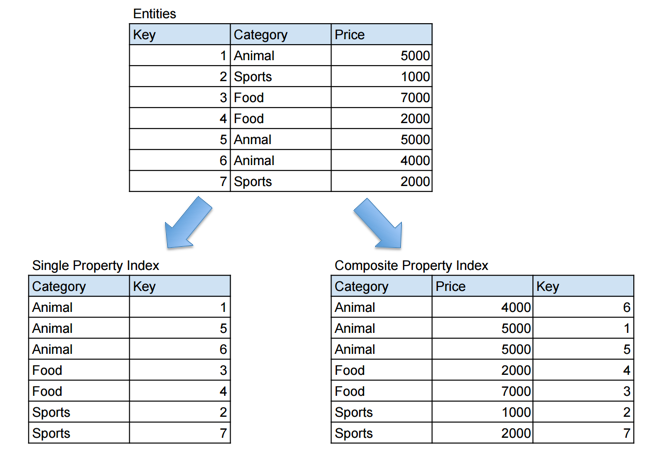 Entities
Key Category Price
1 Animal 5000
2 Sports 1000
3 Food 7000
4 Food 2000
5 Anmal 5000
6 Animal 4000
7 Sports 2000
Single Property Index
Category Key
Animal 1
Animal 5
Animal 6
Food 3
Food 4
Sports 2
Sports 7
Composite Property Index
Category Price Key
Animal 4000 6
Animal 5000 1
Animal 5000 5
Food 2000 4
Food 7000 3
Sports 1000 2
Sports 2000 7